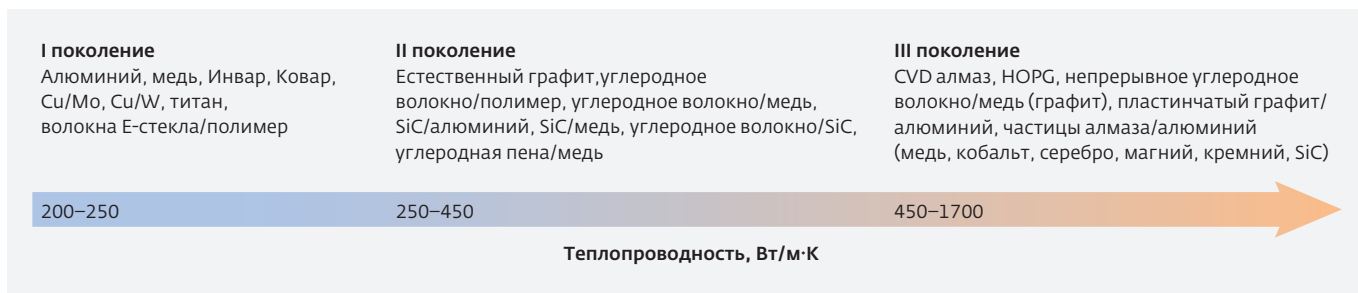 I поколение
Алюминий, медь, Инвар, Ковар,
Cu/Mo, Cu/W, титан,
волокна E-стекла/полимер
II поколение
Естественный графит,углеродное
волокно/полимер, углеродное волокно/медь,
SiC/алюминий, SiC/медь, углеродное волокно/SiC,
углеродная пена/медь
III поколение
CVD алмаз, HOPG, непрерывное углеродное
волокно/медь (графит), пластинчатый графит/
алюминий, частицы алмаза/алюминий
(медь, кобальт, серебро, магний, кремний, SiC)
200–250
250–450
450–1700
Теплопроводность, Вт/м·К